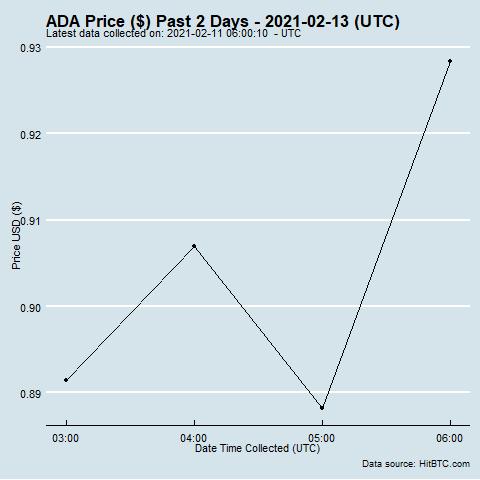 ADA Price ($) Past 2 Days - 2021-02-13 (UTC)
Latest data collected on: 2021-02-11 06:00:10 - UTC
0.93
0.92
0.91
0.90
0.89
Price USD ($)
03:00 04:00 05:00 06:00
Date Time Collected (UTC)
Data source: HitBTC.com